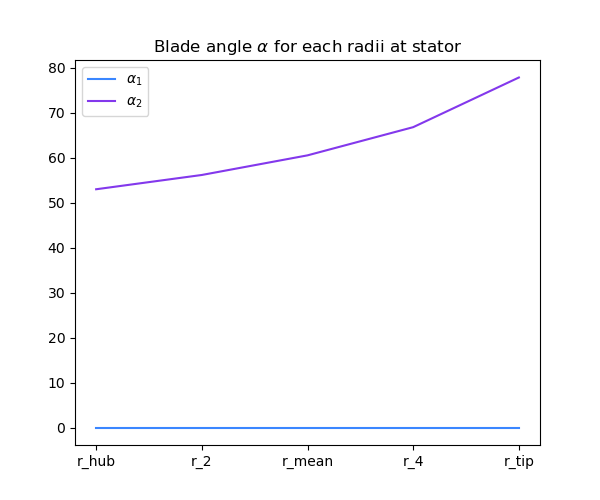 Blade angle α for each radii at stator
α₁
α₂
80
70
60
50
40
30
20
10
0
r_hub r_2 r_mean r_4 r_tip